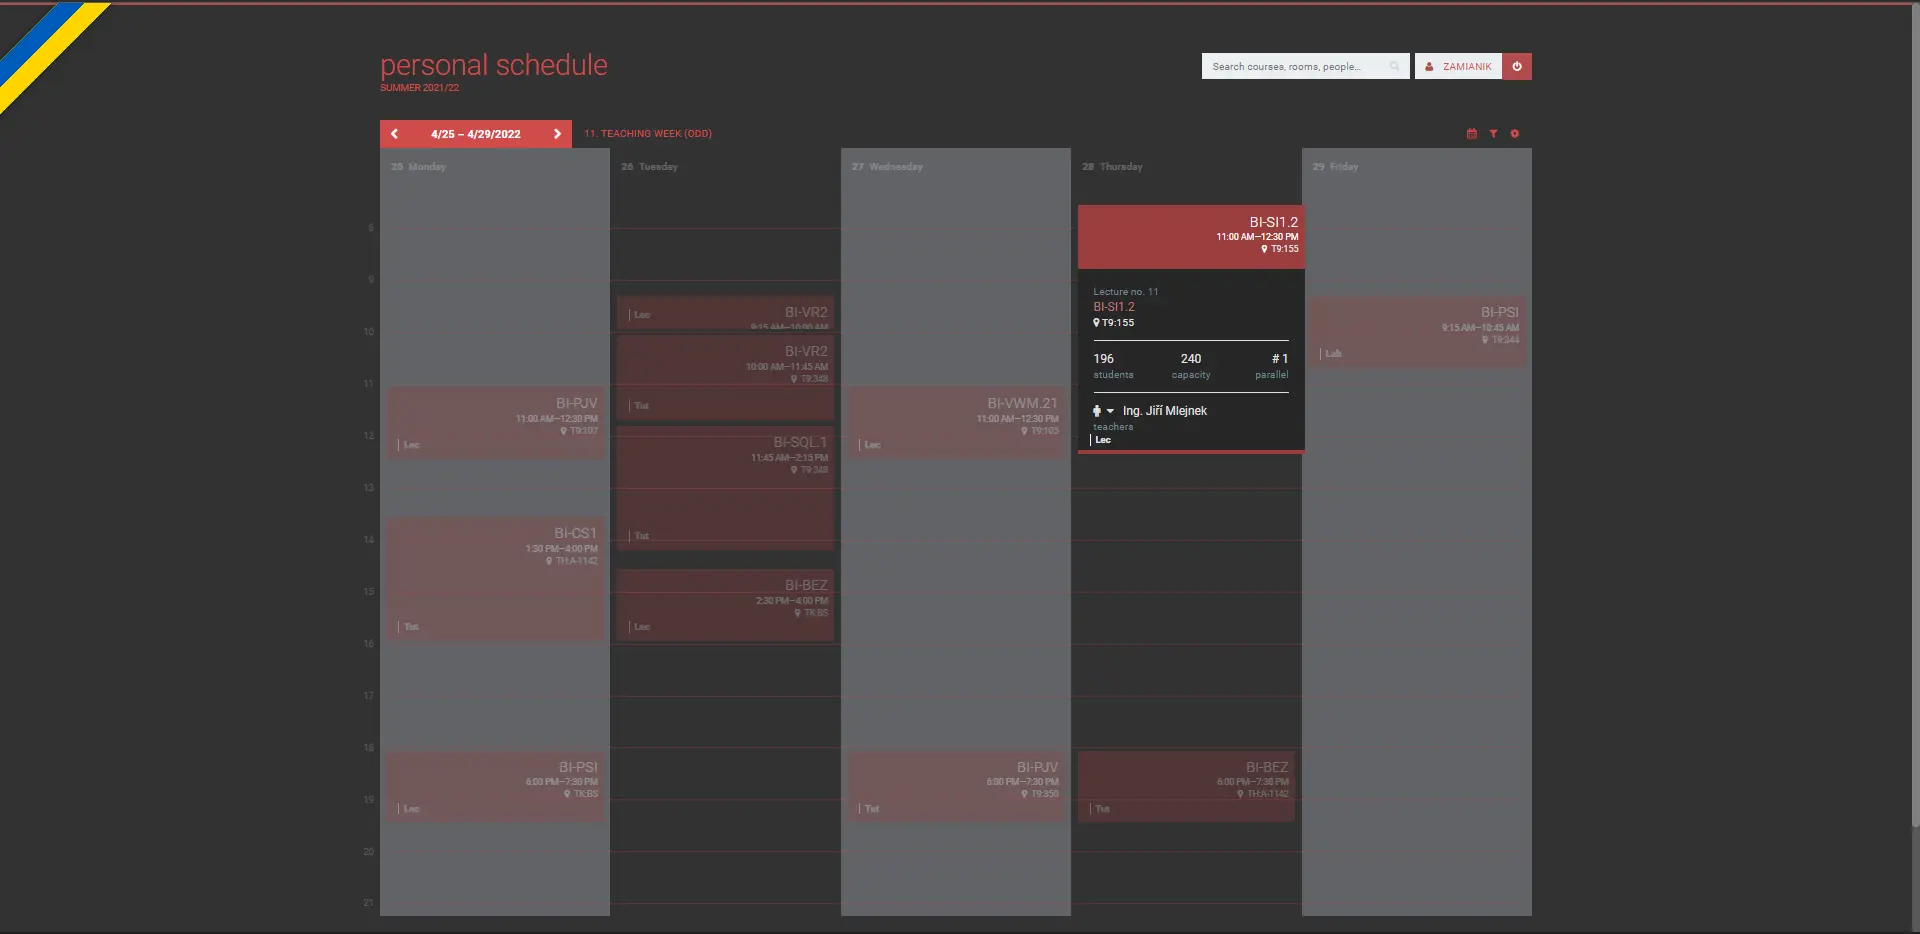 personal schedule
SUMMER 2021/22
Search courses, rooms, people...
ZAMIANIK
4/25 – 4/29/2022
11. TEACHING WEEK (ODD)
25 Monday
26 Tuesday
27 Wednesday
28 Thursday
29 Friday
8
9
10
11
12
13
14
15
16
17
18
19
20
21
BI-PJV
11:00 AM–12:30 PM
T9:107
Lec
BI-CS1
1:30 PM–4:00 PM
TH:A-1142
Tut
BI-PSI
6:00 PM–7:30 PM
TK:BS
Lec
BI-VR2
9:15 AM–10:00 AM
Lec
BI-VR2
10:00 AM–11:45 AM
T9:348
Tut
BI-SQL.1
11:45 AM–2:15 PM
T9:348
Tut
BI-BEZ
2:30 PM–4:00 PM
TK:BS
Lec
BI-VWM.21
11:00 AM–12:30 PM
T9:105
Lec
BI-PJV
6:00 PM–7:30 PM
T9:350
Tut
BI-SI1.2
11:00 AM–12:30 PM
T9:155
Lecture no. 11
BI-SI1.2
T9:155
196
240
# 1
students
capacity
parallel
Ing. Jiří Mlejnek
teachers
Lec
BI-BEZ
6:00 PM–7:30 PM
TH:A-1142
Tut
BI-PSI
9:15 AM–10:45 AM
T9:344
Lab